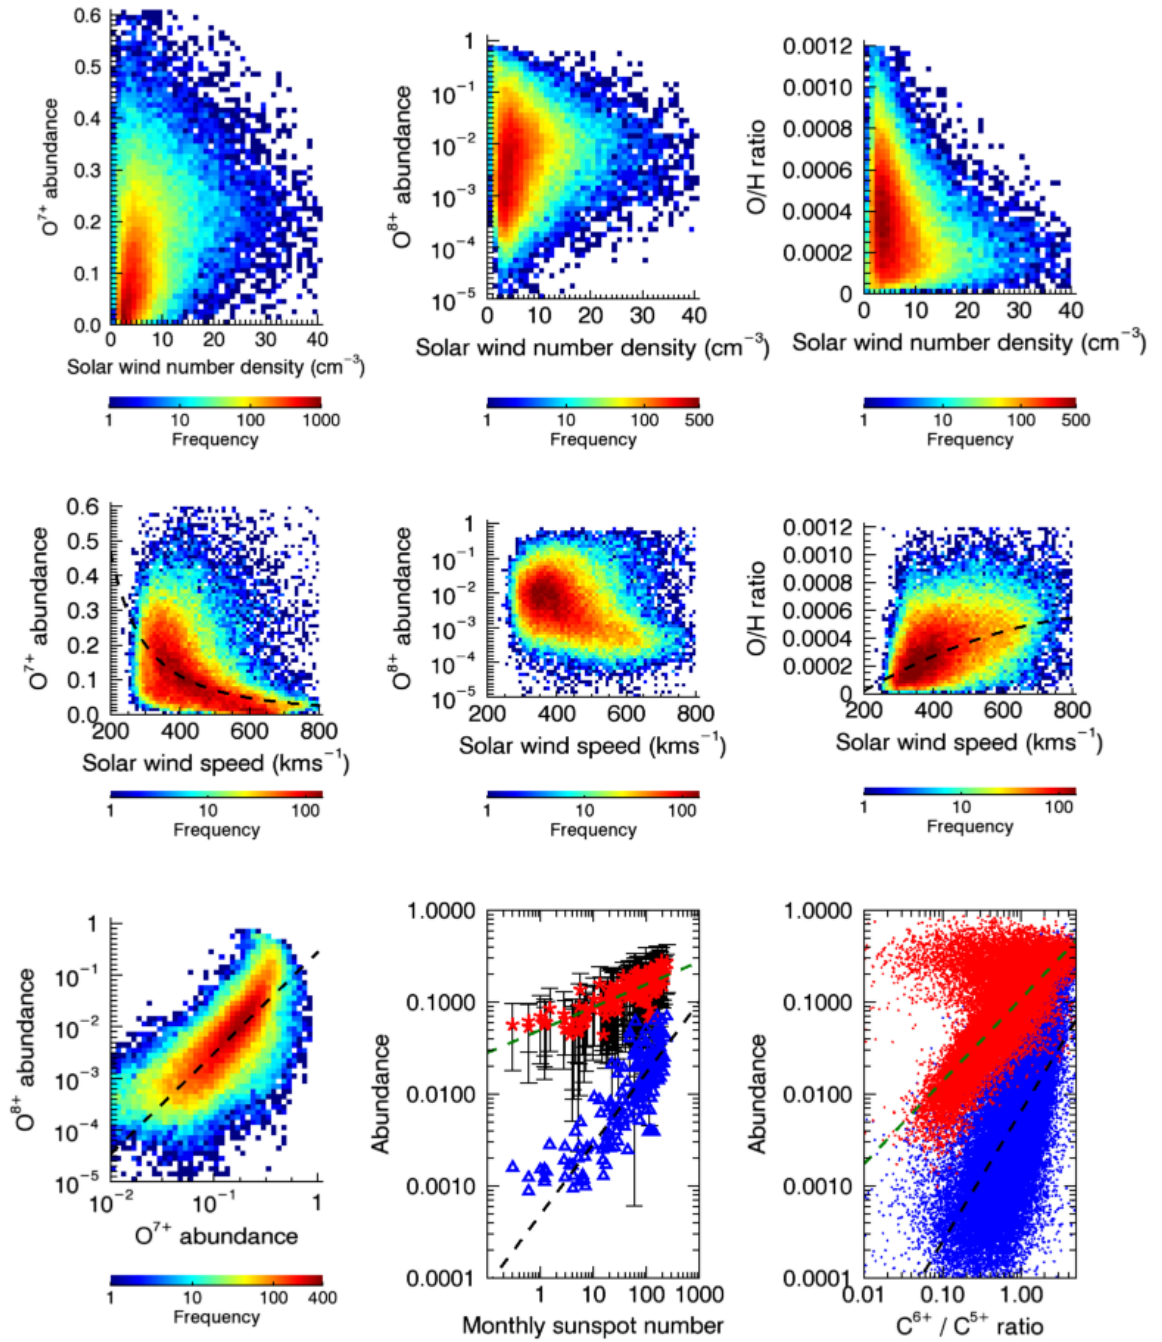 0.6
0.5
0.4
0.3
0.2
0.1
0.0
O⁷⁺ abundance
0 10 20 30 40
Solar wind number density (cm⁻³)
1 10 100 1000
Frequency
1
10⁻¹
10⁻²
10⁻³
10⁻⁴
10⁻⁵
O⁸⁺ abundance
0 10 20 30 40
Solar wind number density (cm⁻³)
1 10 100 500
Frequency
0.0012
0.0010
0.0008
0.0006
0.0004
0.0002
0
O/H ratio
0 10 20 30 40
Solar wind number density (cm⁻³)
1 10 100 500
Frequency
0.6
0.5
0.4
0.3
0.2
0.1
0.0
O⁷⁺ abundance
200 400 600 800
Solar wind speed (kms⁻¹)
1 10 100
Frequency
1
10⁻¹
10⁻²
10⁻³
10⁻⁴
10⁻⁵
O⁸⁺ abundance
200 400 600 800
Solar wind speed (kms⁻¹)
1 10 100
Frequency
0.0012
0.0010
0.0008
0.0006
0.0004
0.0002
0
O/H ratio
200 400 600 800
Solar wind speed (kms⁻¹)
1 10 100
Frequency
1
10⁻¹
10⁻²
10⁻³
10⁻⁴
10⁻⁵
O⁸⁺ abundance
10⁻² 10⁻¹ 1
O⁷⁺ abundance
1 10 100 400
Frequency
1.0000
0.1000
0.0100
0.0010
0.0001
Abundance
1 10 100 1000
Monthly sunspot number
1.0000
0.1000
0.0100
0.0010
0.0001
Abundance
0.01 0.10 1.00
C⁶⁺ / C⁵⁺ ratio